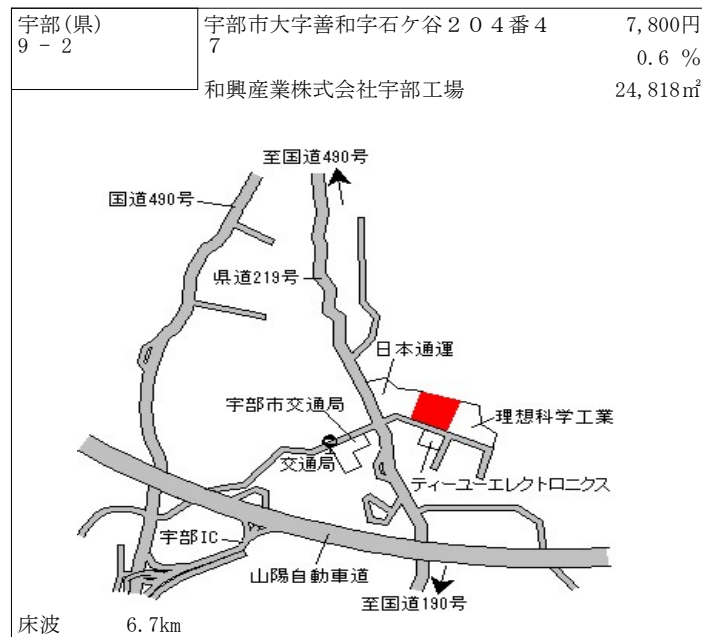 宇部(県)
9 − 2
宇部市大字善和字石ケ谷２０４番４
7
7,800円
0.6 %
和興産業株式会社宇部工場
24,818㎡
至国道490号
国道490号
県道219号
日本通運
宇部市交通局
理想科学工業
交通局
ティーユーエレクトロニクス
宇部IC
山陽自動車道
至国道190号
床波 6.7km